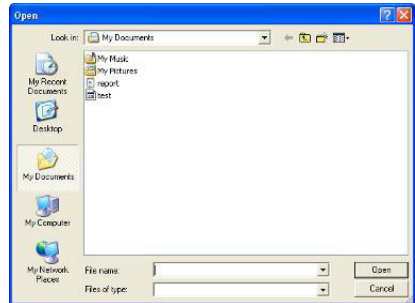 Open
Look in:
My Documents
My Recent
Documents
Desktop
My Documents
My Computer
My Network
Places
My Music
My Pictures
report
test
File name:
Open
Files of type:
Cancel